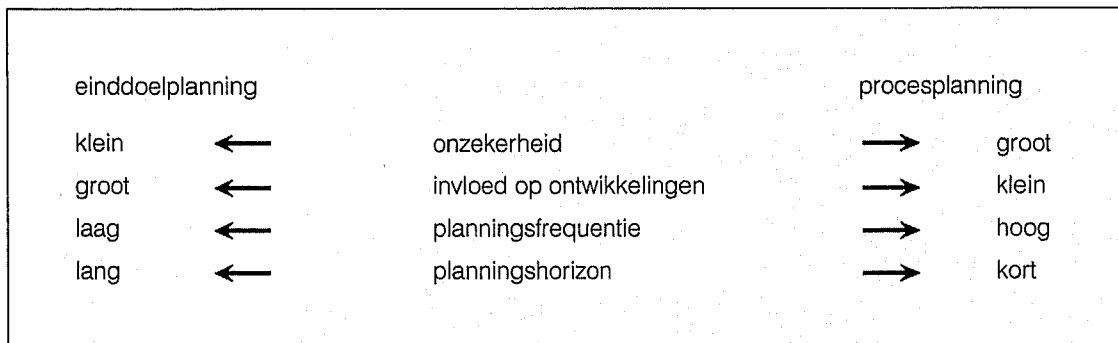 einddoelplanning procesplanning
klein ← onzekerheid → groot
groot ← invloed op ontwikkelingen → klein
laag ← planningsfrequentie → hoog
lang ← planningshorizon → kort